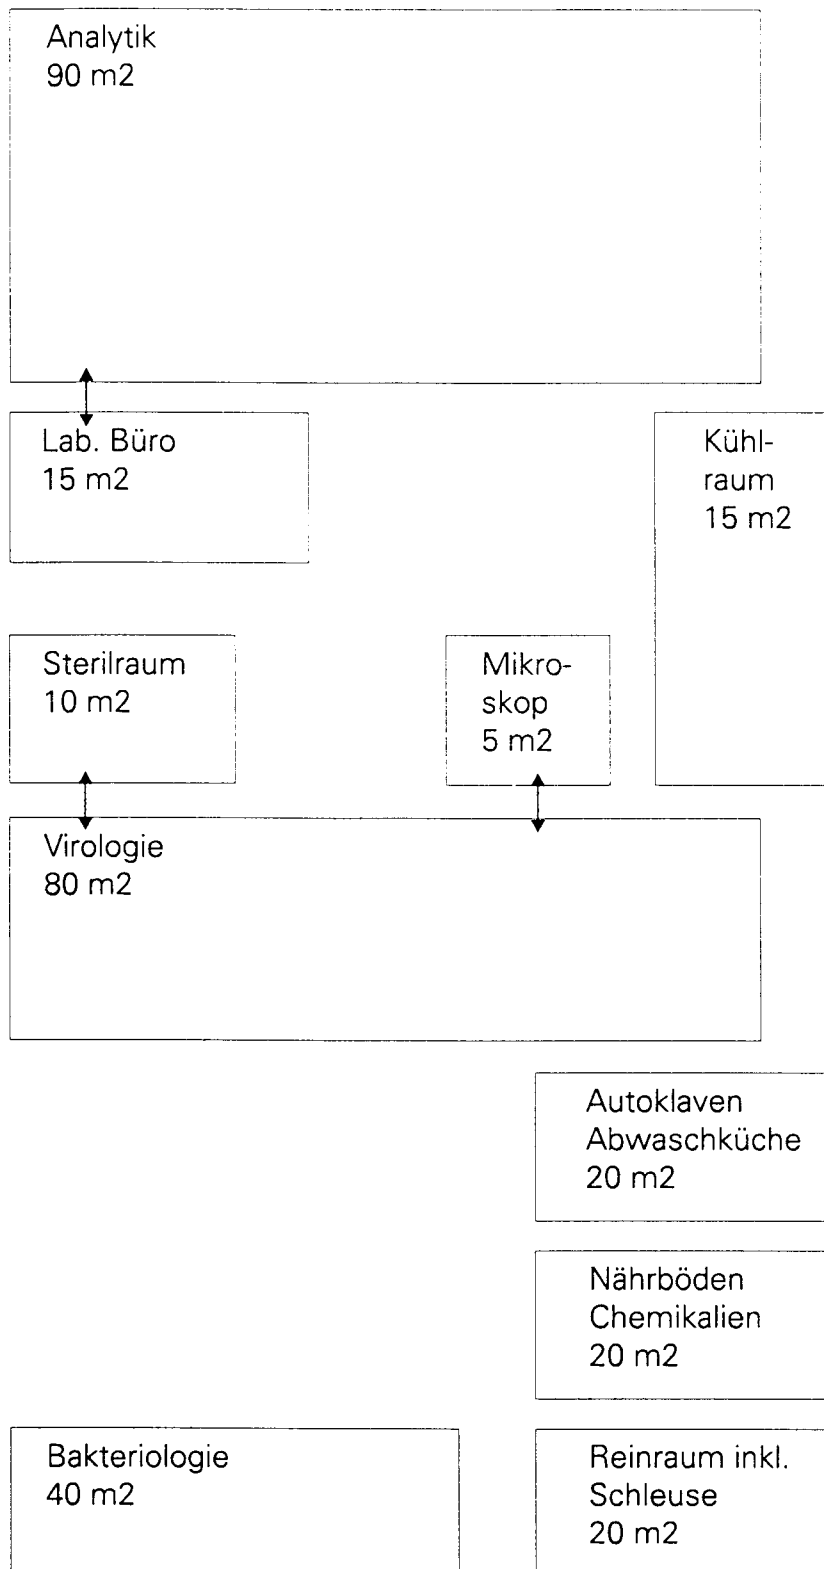 Analytik
90 m2
Lab. Büro
15 m2
Kühl-
raum
15 m2
Sterilraum
10 m2
Mikro-
skop
5 m2
Virologie
80 m2
Autoklaven
Abwaschküche
20 m2
Nährböden
Chemikalien
20 m2
Bakteriologie
40 m2
Reinraum inkl.
Schleuse
20 m2